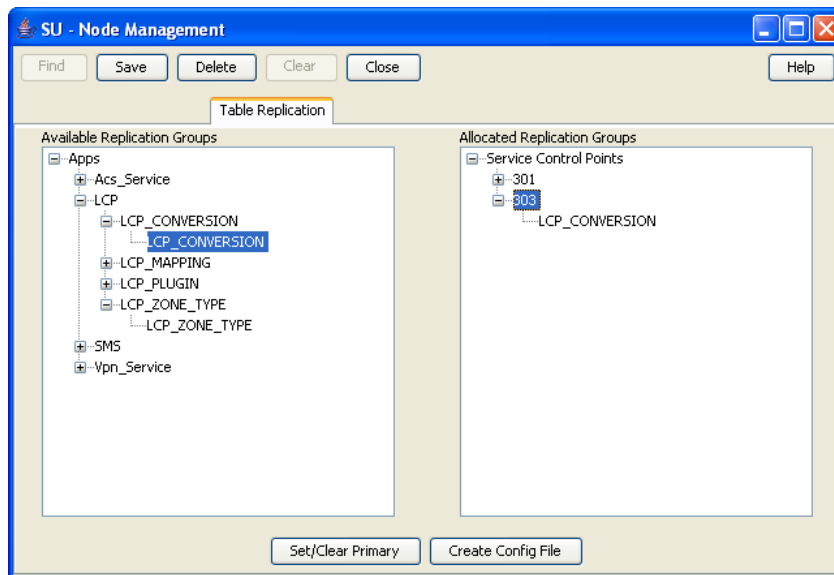 SU - Node Management
Find Save Delete Clear Close Help
Table Replication
Available Replication Groups
Apps
Acs_Service
LCP
LCP_CONVERSION
LCP_CONVERSION
LCP_MAPPING
LCP_PLUGIN
LCP_ZONE_TYPE
LCP_ZONE_TYPE
SMS
Vpn_Service
Allocated Replication Groups
Service Control Points
301
303
LCP_CONVERSION
Set/Clear Primary Create Config File